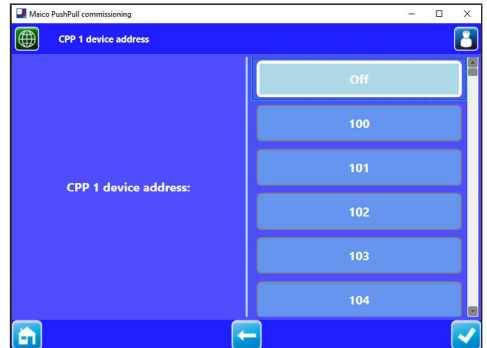 Maico PushPull commissioning
CPP 1 device address
CPP 1 device address:
Off
100
101
102
103
104